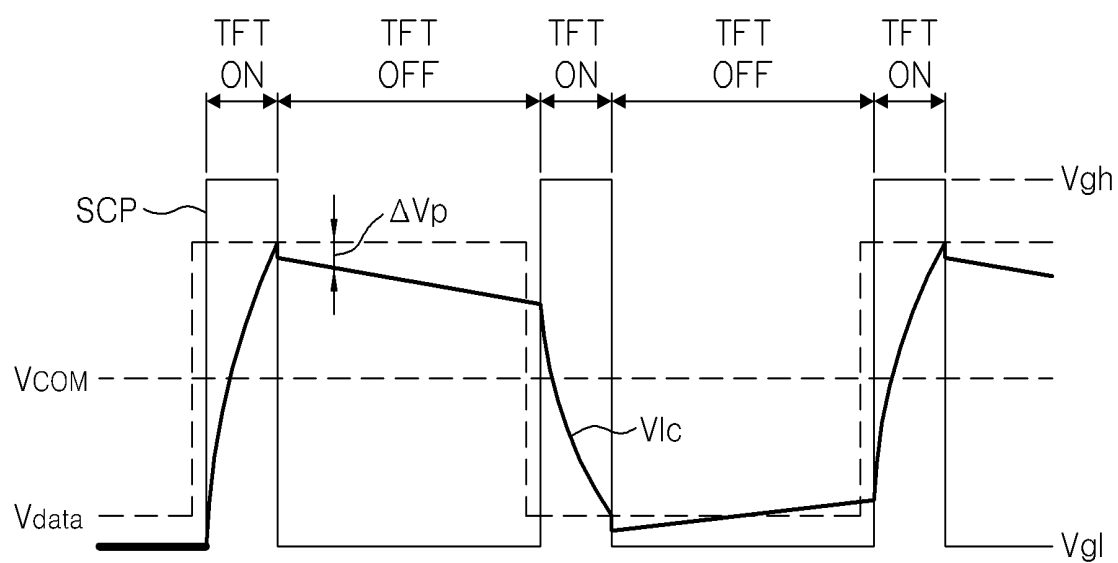 TFT ON
TFT OFF
TFT ON
TFT OFF
TFT ON
Vgh
SCP
ΔVp
VCOM
Vlc
Vdata
Vgl